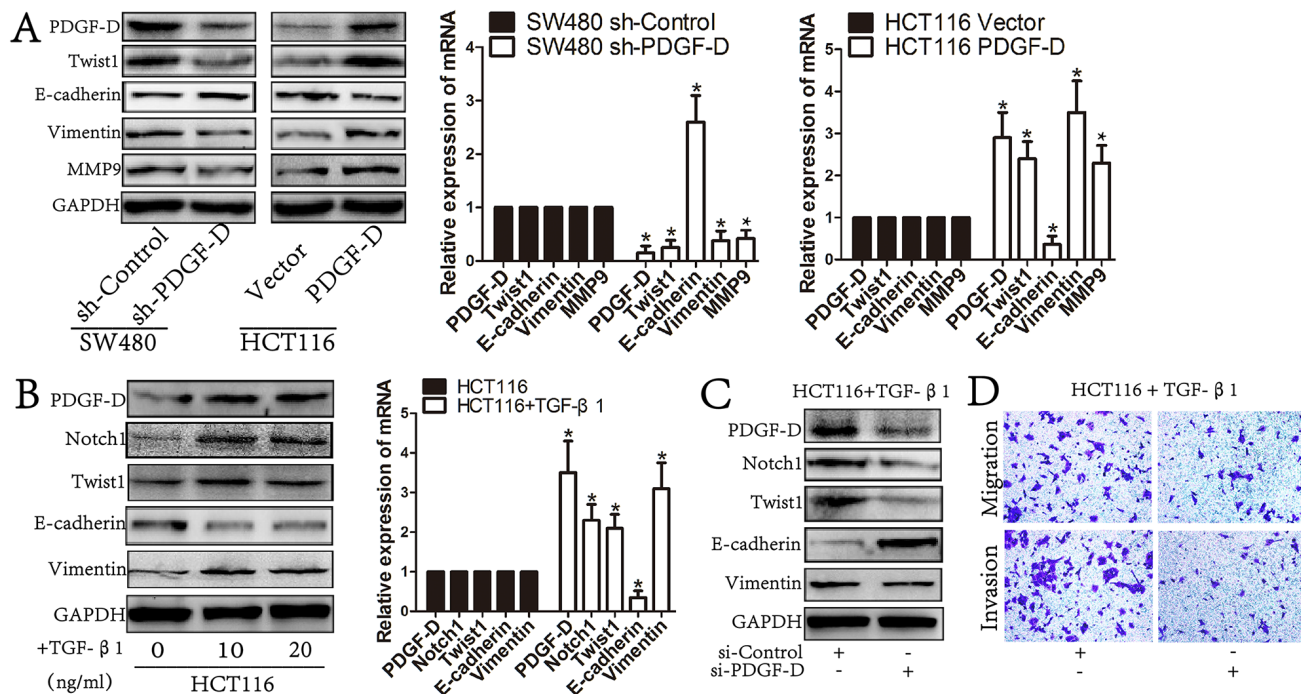 A
PDGF-D
Twist1
E-cadherin
Vimentin
MMP9
GAPDH
sh-Control
sh-PDGF-D
Vector
PDGF-D
SW480
HCT116
Relative expression of mRNA
SW480 sh-Control
SW480 sh-PDGF-D
4
3
2
1
0
*
*
*
*
*
PDGF-D
Twist1
E-cadherin
Vimentin
MMP9
PDGF-D
Twist1
E-cadherin
Vimentin
MMP9
Relative expression of mRNA
HCT116 Vector
HCT116 PDGF-D
5
4
3
2
1
0
*
*
*
*
*
PDGF-D
Twist1
E-cadherin
Vimentin
MMP9
PDGF-D
Twist1
E-cadherin
Vimentin
MMP9
B
PDGF-D
Notch1
Twist1
E-cadherin
Vimentin
GAPDH
+TGF-β1 0 10 20
(ng/ml) HCT116
Relative expression of mRNA
HCT116
HCT116+TGF-β 1
5
4
3
2
1
0
*
*
*
*
*
PDGF-D
Notch1
Twist1
E-cadherin
Vimentin
PDGF-D
Notch1
Twist1
E-cadherin
Vimentin
C
HCT116+TGF-β1
PDGF-D
Notch1
Twist1
E-cadherin
Vimentin
GAPDH
si-Control + -
si-PDGF-D - +
D
HCT116 + TGF-β1
Migration
Invasion
+ -
- +